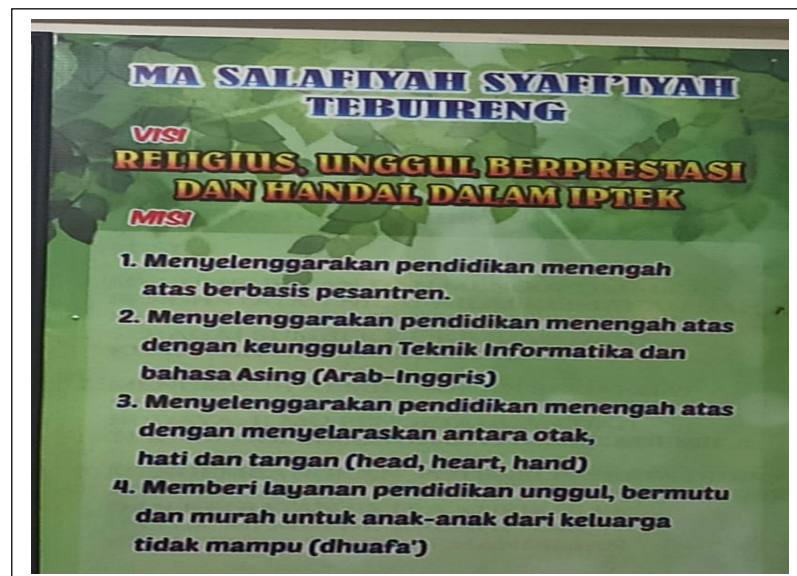 MA SALAFIYAH SYAFI'IYAH
TEBUIRENG
VISI
RELIGIUS, UNGGUL BERPRESTASI
DAN HANDAL DALAM IPTEK
MISI
1. Menyelenggarakan pendidikan menengah
atas berbasis pesantren.
2. Menyelenggarakan pendidikan menengah atas
dengan keunggulan Teknik Informatika dan
bahasa Asing (Arab-Inggris)
3. Menyelenggarakan pendidikan menengah atas
dengan menyelaraskan antara otak,
hati dan tangan (head, heart, hand)
4. Memberi layanan pendidikan unggul, bermutu
dan murah untuk anak-anak dari keluarga
tidak mampu (dhuafa')